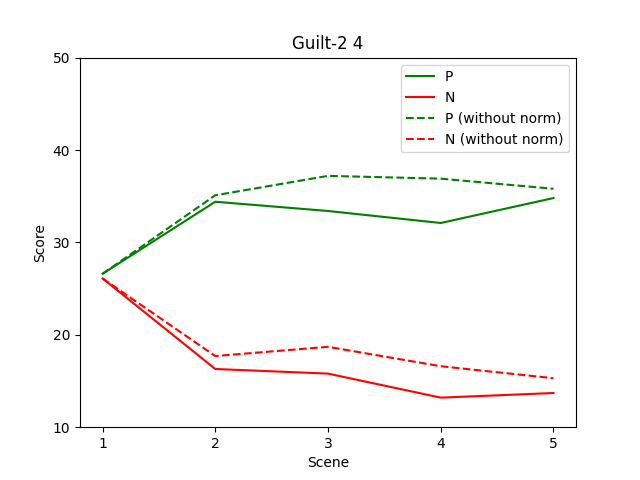 Guilt-2 4
50
40
30
20
10
Score
1 2 3 4 5
Scene
P
N
P (without norm)
N (without norm)